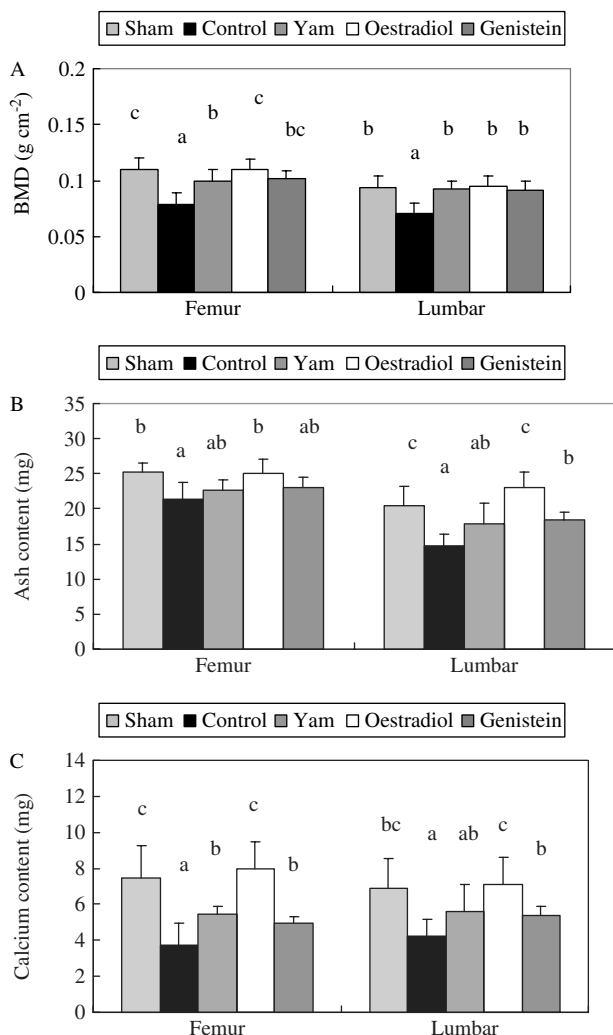 Sham Control Yam Oestradiol Genistein
A
0.2
c b c bc b a b b b
a
0.15
BMD (g cm-2)
0.1
0.05
0
Femur Lumbar
Sham Control Yam Oestradiol Genistein
B
35
b a ab b ab c a ab c b
30
25
Ash content (mg)
20
15
10
5
0
Femur Lumbar
Sham Control Yam Oestradiol Genistein
C
14
12
c a b c b bc a ab c b
10
Calcium content (mg)
8
6
4
2
0
Femur Lumbar